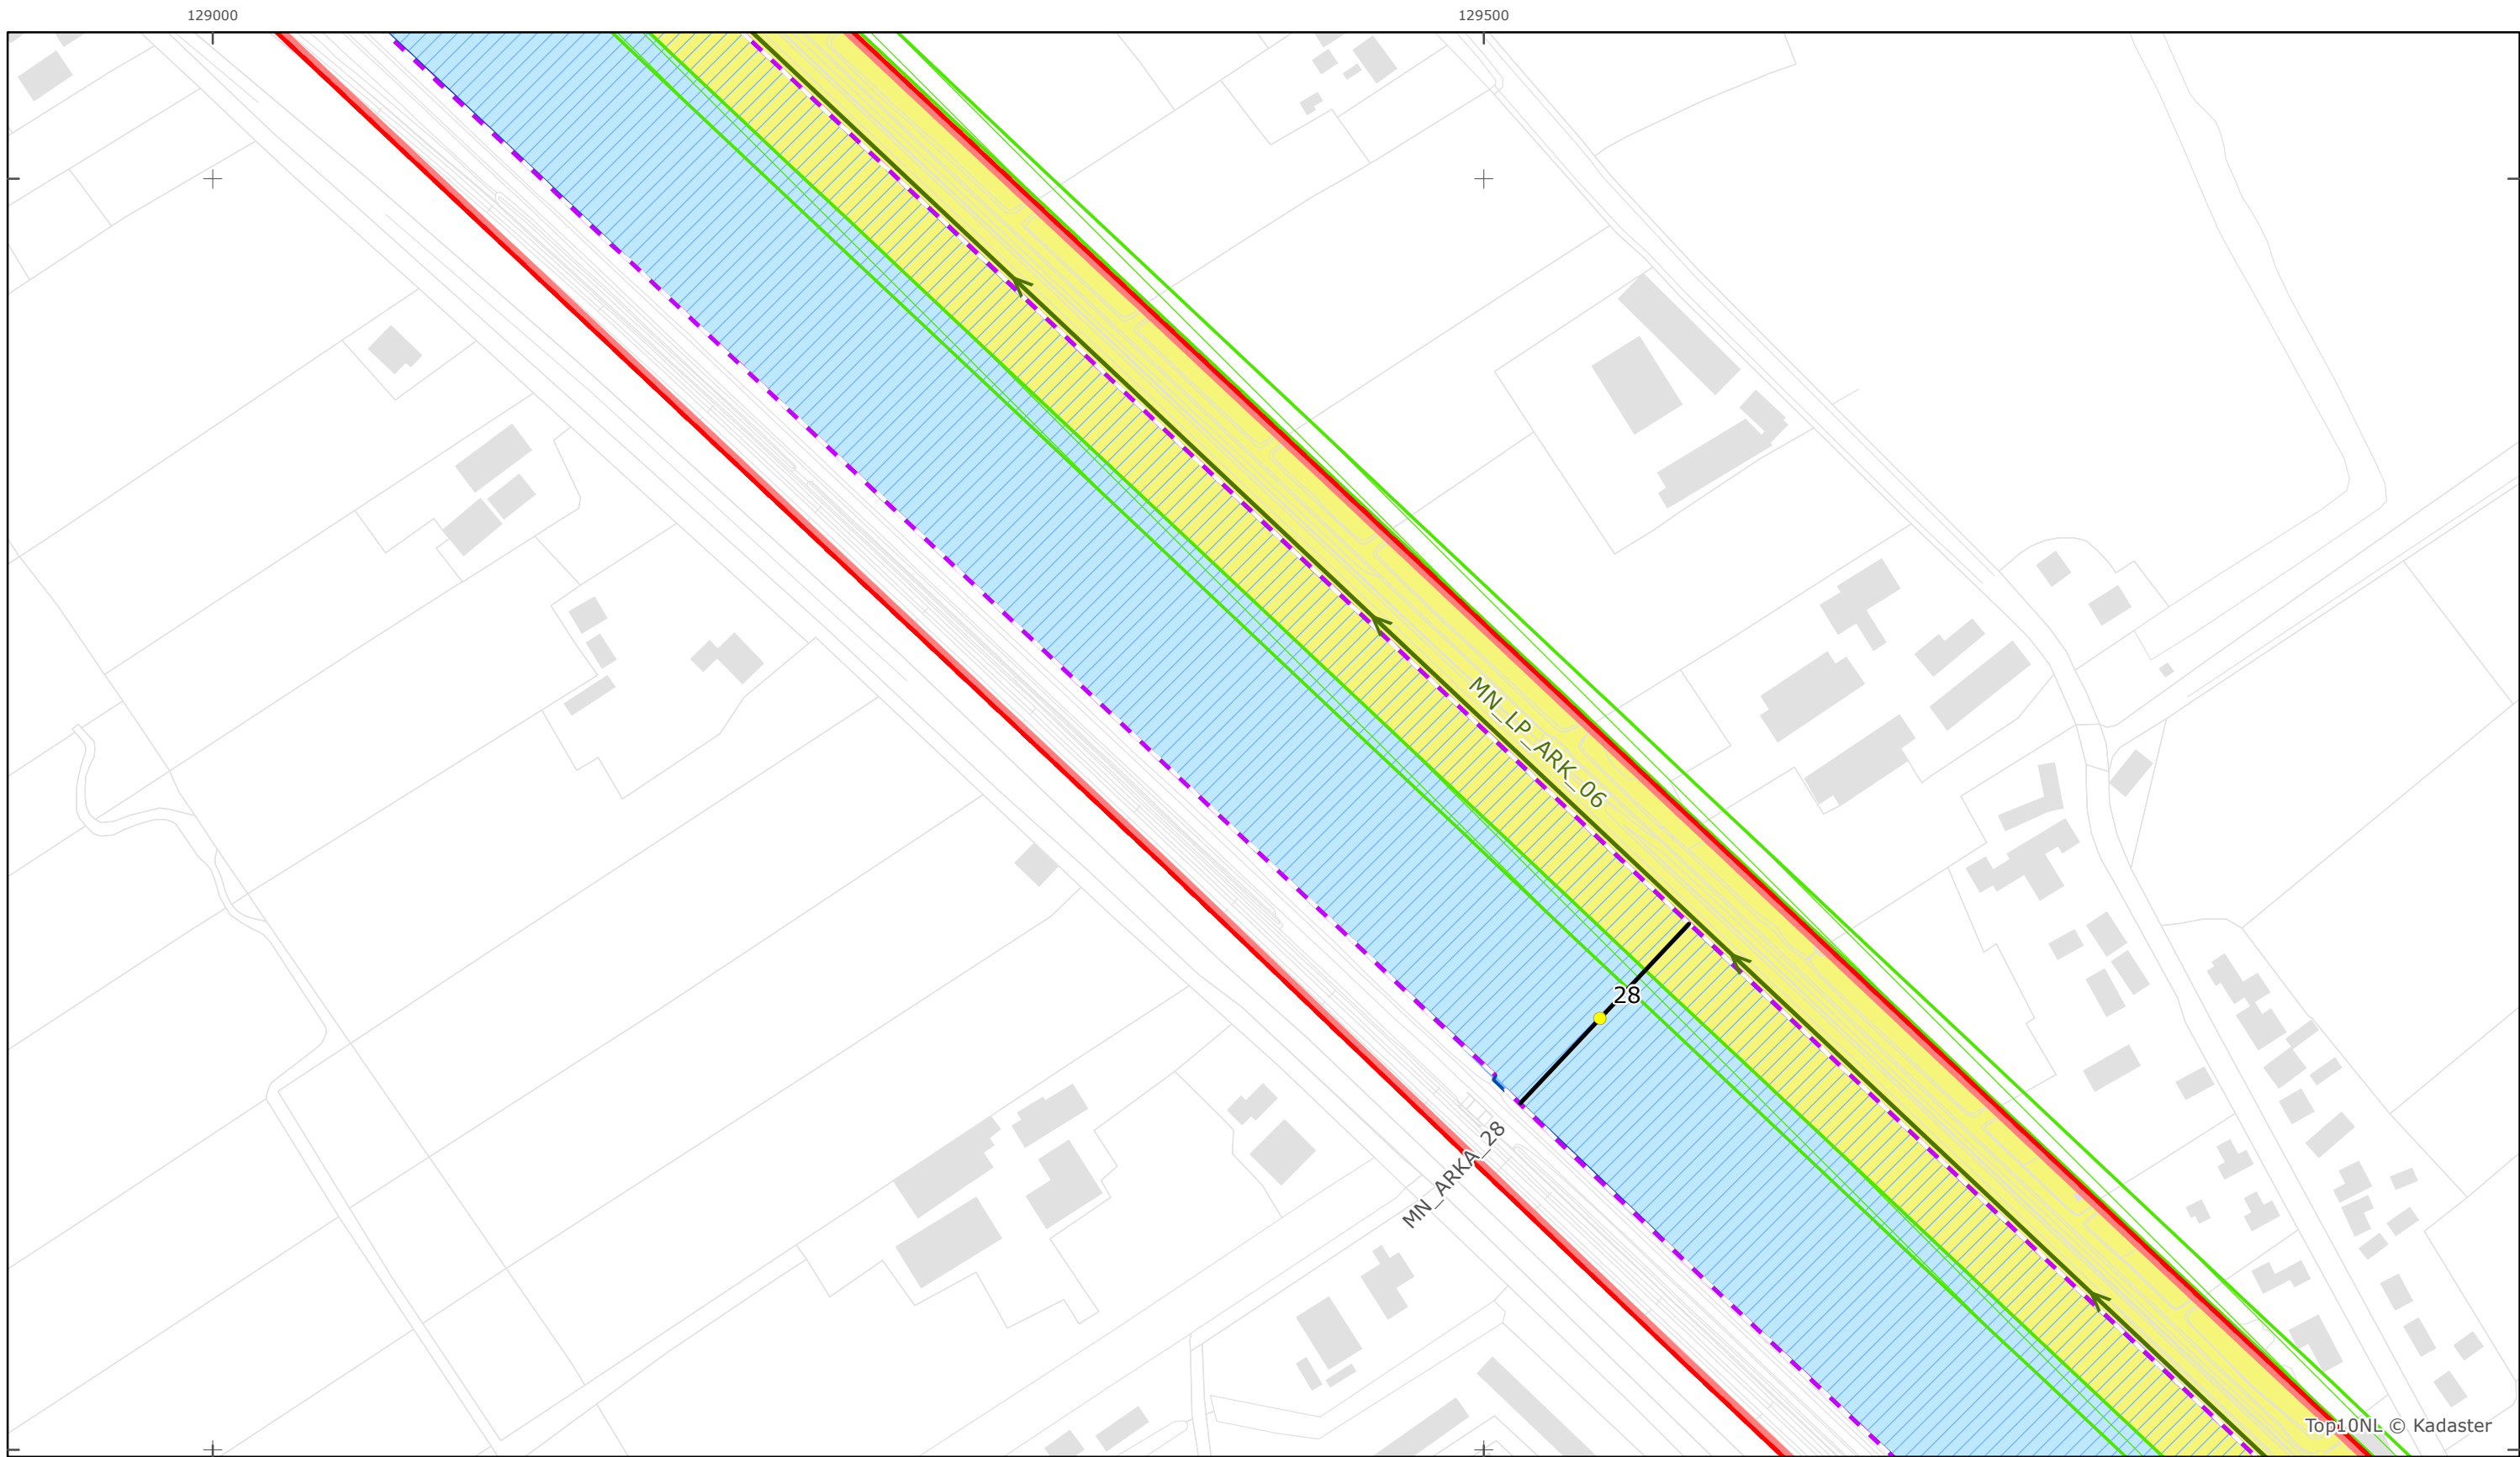 129000
129500
MN_LP_ARK_06
28
MN_ARKA_28
Top10NL © Kadaster